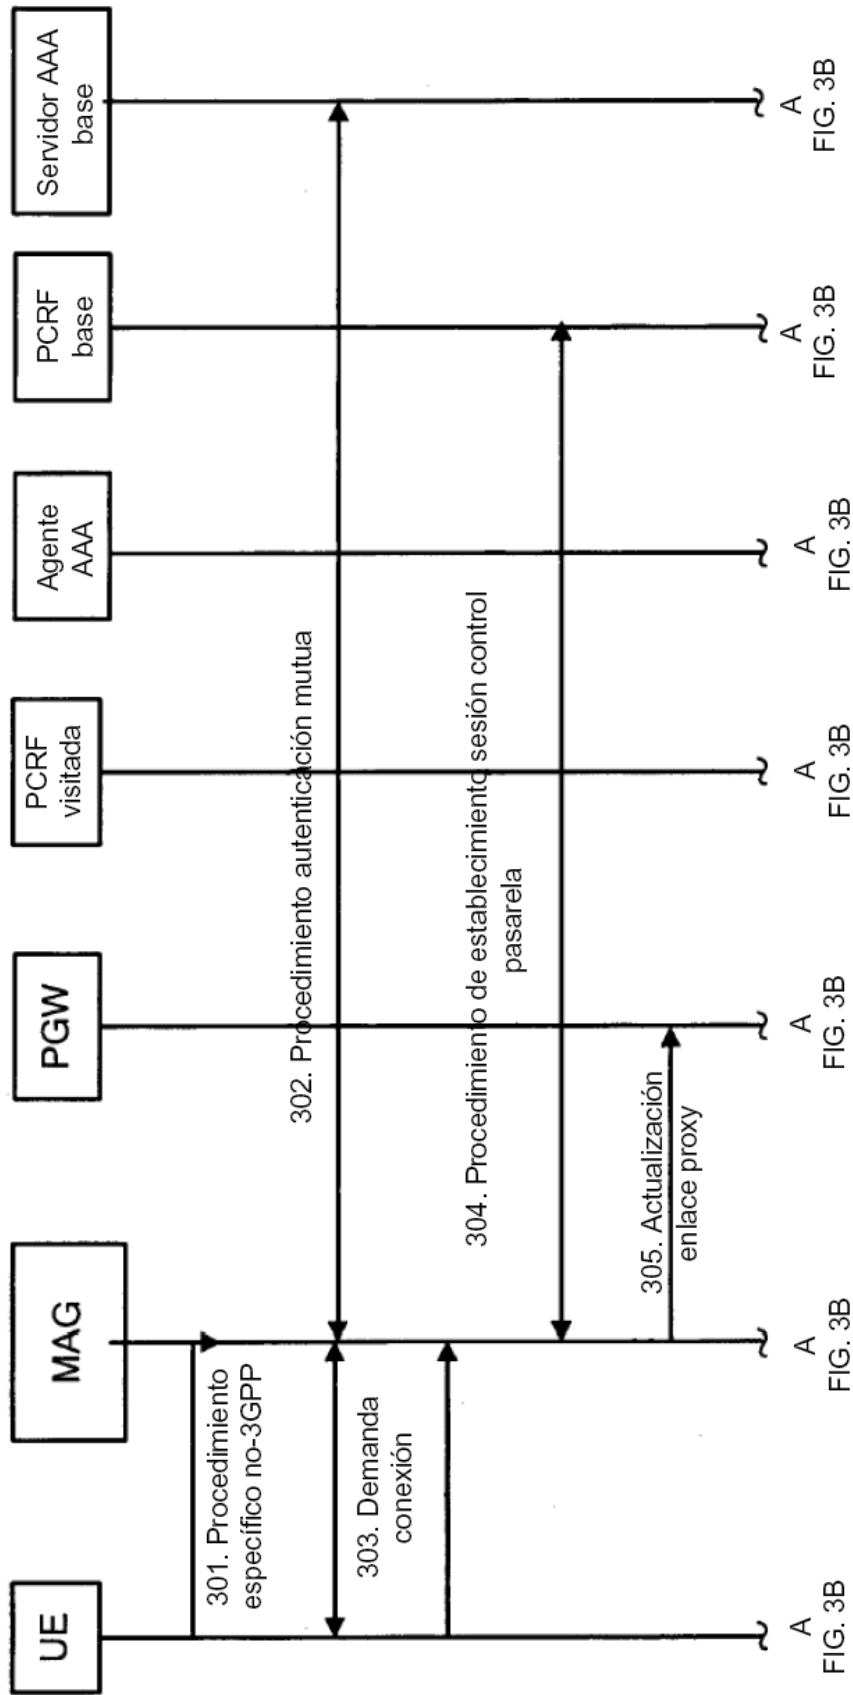 UE
MAG
PGW
PCRF
visitada
Agente
AAA
PCRF
base
Servidor AAA
base
301. Procedimiento
específico no-3GPP
302. Procedimiento autenticación mutua
303. Demanda
conexión
304. Procedimiento de establecimiento sesión control
pasarela
305. Actualización
enlace proxy
A
FIG. 3B
A
FIG. 3B
A
FIG. 3B
A
FIG. 3B
A
FIG. 3B
A
FIG. 3B
A
FIG. 3B